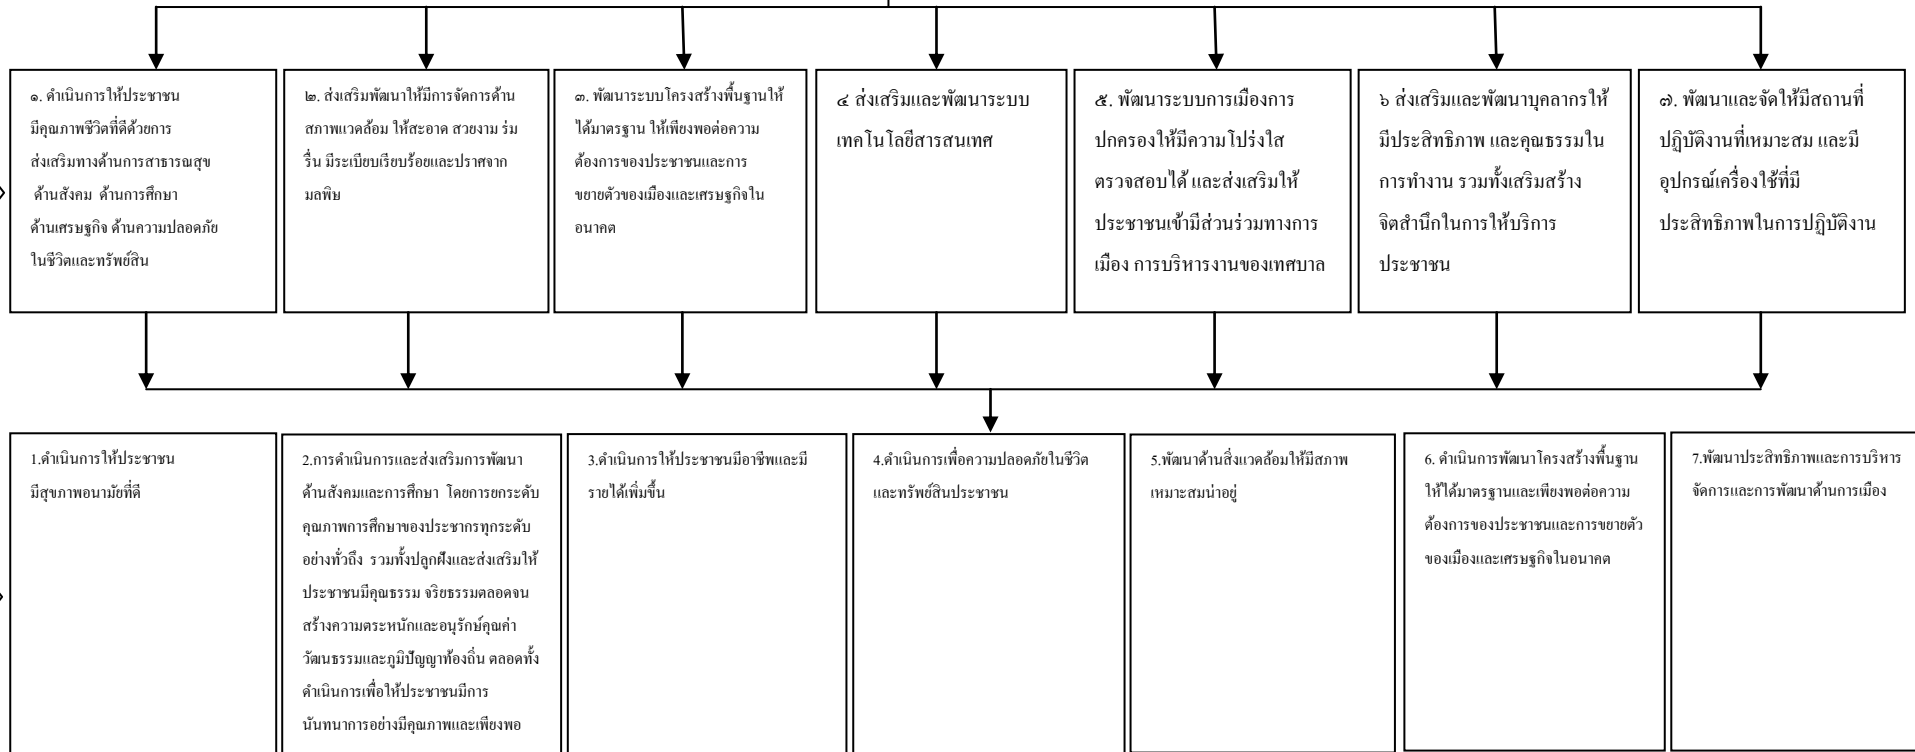 ๑. ดำเนินการให้ประชาชน
มีคุณภาพชีวิตที่ดีด้วยการ
ส่งเสริมทางด้านการสาธารณสุข
ด้านสังคม ด้านการศึกษา
ด้านเศรษฐกิจ ด้านความปลอดภัย
ในชีวิตและทรัพย์สิน
๒. ส่งเสริมพัฒนาให้มีการจัดการด้าน
สภาพแวดล้อม ให้สะอาด สวยงาม ร่ม
รื่น มีระเบียบเรียบร้อยและปราศจาก
มลพิษ
๓. พัฒนาระบบโครงสร้างพื้นฐานให้
ได้มาตรฐาน ให้เพียงพอต่อความ
ต้องการของประชาชนและการ
ขยายตัวของเมืองและเศรษฐกิจใน
อนาคต
๔ ส่งเสริมและพัฒนาระบบ
เทคโนโลยีสารสนเทศ
๕. พัฒนาระบบการเมืองการ
ปกครองให้มีความโปร่งใส
ตรวจสอบได้ และส่งเสริมให้
ประชาชนเข้ามีส่วนร่วมทางการ
เมือง การบริหารงานของเทศบาล
๖ ส่งเสริมและพัฒนาบุคลากรให้
มีประสิทธิภาพ และคุณธรรมใน
การทำงาน รวมทั้งเสริมสร้าง
จิตสำนึกในการให้บริการ
ประชาชน
๗. พัฒนาและจัดให้มีสถานที่
ปฏิบัติงานที่เหมาะสม และมี
อุปกรณ์เครื่องใช้ที่มี
ประสิทธิภาพในการปฏิบัติงาน
1.ดำเนินการให้ประชาชน
มีสุขภาพอนามัยที่ดี
2.การดำเนินการและส่งเสริมการพัฒนา
ด้านสังคมและการศึกษา โดยการยกระดับ
คุณภาพการศึกษาของประชากรทุกระดับ
อย่างทั่วถึง รวมทั้งปลูกฝังและส่งเสริมให้
ประชาชนมีคุณธรรม จริยธรรมตลอดจน
สร้างความตระหนักและอนุรักษ์คุณค่า
วัฒนธรรมและภูมิปัญญาท้องถิ่น ตลอดทั้ง
ดำเนินการเพื่อให้ประชาชนมีการ
นันทนาการอย่างมีคุณภาพและเพียงพอ
3.ดำเนินการให้ประชาชนมีอาชีพและมี
รายได้เพิ่มขึ้น
4.ดำเนินการเพื่อความปลอดภัยในชีวิต
และทรัพย์สินประชาชน
5.พัฒนาด้านสิ่งแวดล้อมให้มีสภาพ
เหมาะสมน่าอยู่
6. ดำเนินการพัฒนาโครงสร้างพื้นฐาน
ให้ได้มาตรฐานและเพียงพอต่อความ
ต้องการของประชาชนและการขยายตัว
ของเมืองและเศรษฐกิจในอนาคต
7.พัฒนาประสิทธิภาพและการบริหาร
จัดการและการพัฒนาด้านการเมือง